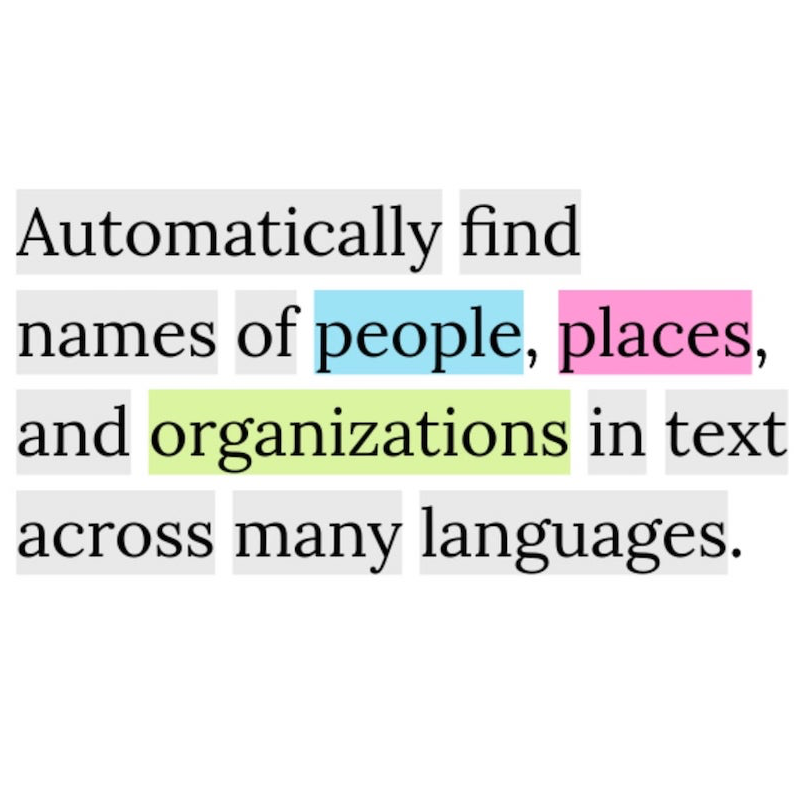 Automatically find
names of people, places,
and organizations in text
across many languages.